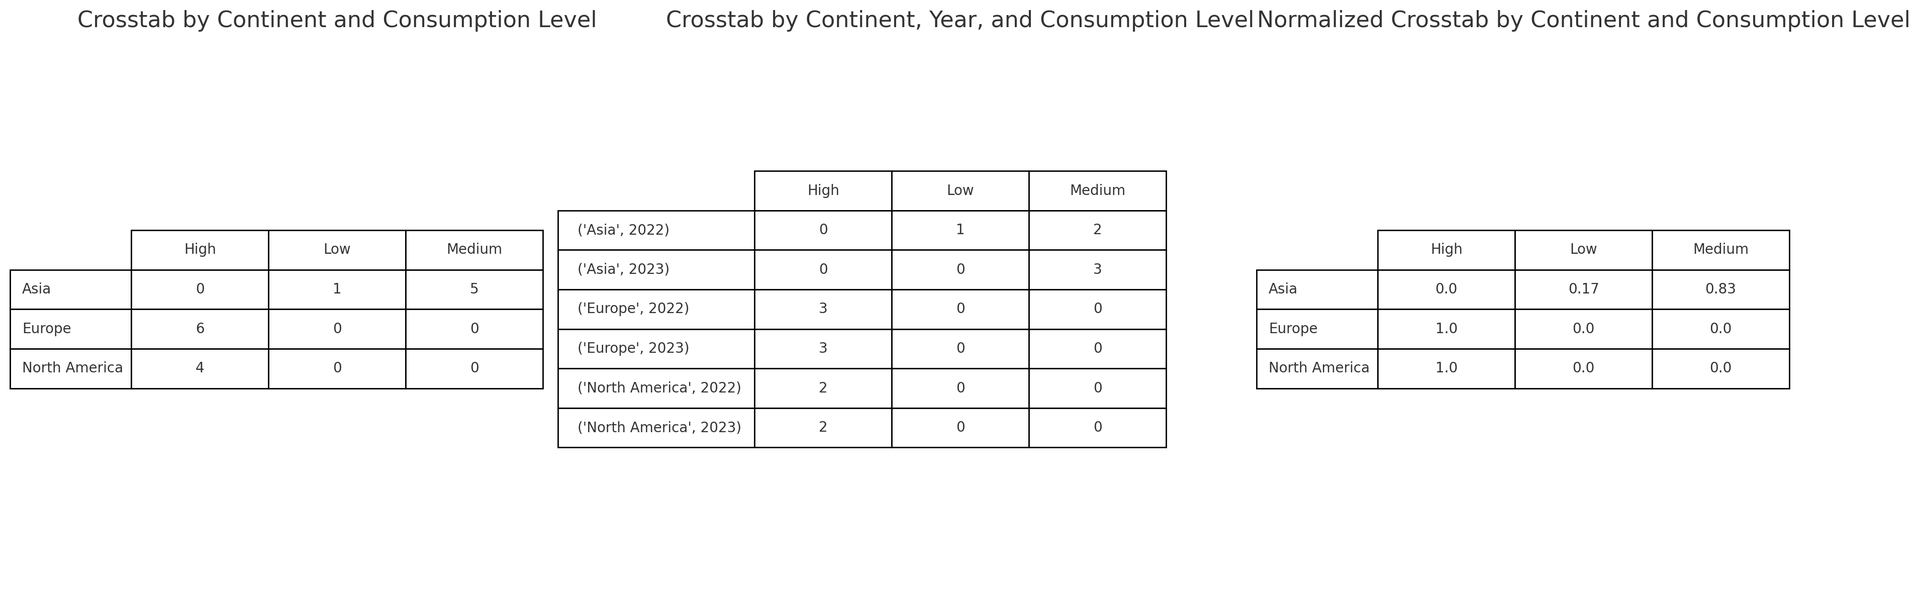 Crosstab by Continent and Consumption Level
High Low Medium
Asia 0 1 5
Europe 6 0 0
North America 4 0 0
Crosstab by Continent, Year, and Consumption Level
High Low Medium
('Asia', 2022) 0 1 2
('Asia', 2023) 0 0 3
('Europe', 2022) 3 0 0
('Europe', 2023) 3 0 0
('North America', 2022) 2 0 0
('North America', 2023) 2 0 0
Normalized Crosstab by Continent and Consumption Level
High Low Medium
Asia 0.0 0.17 0.83
Europe 1.0 0.0 0.0
North America 1.0 0.0 0.0